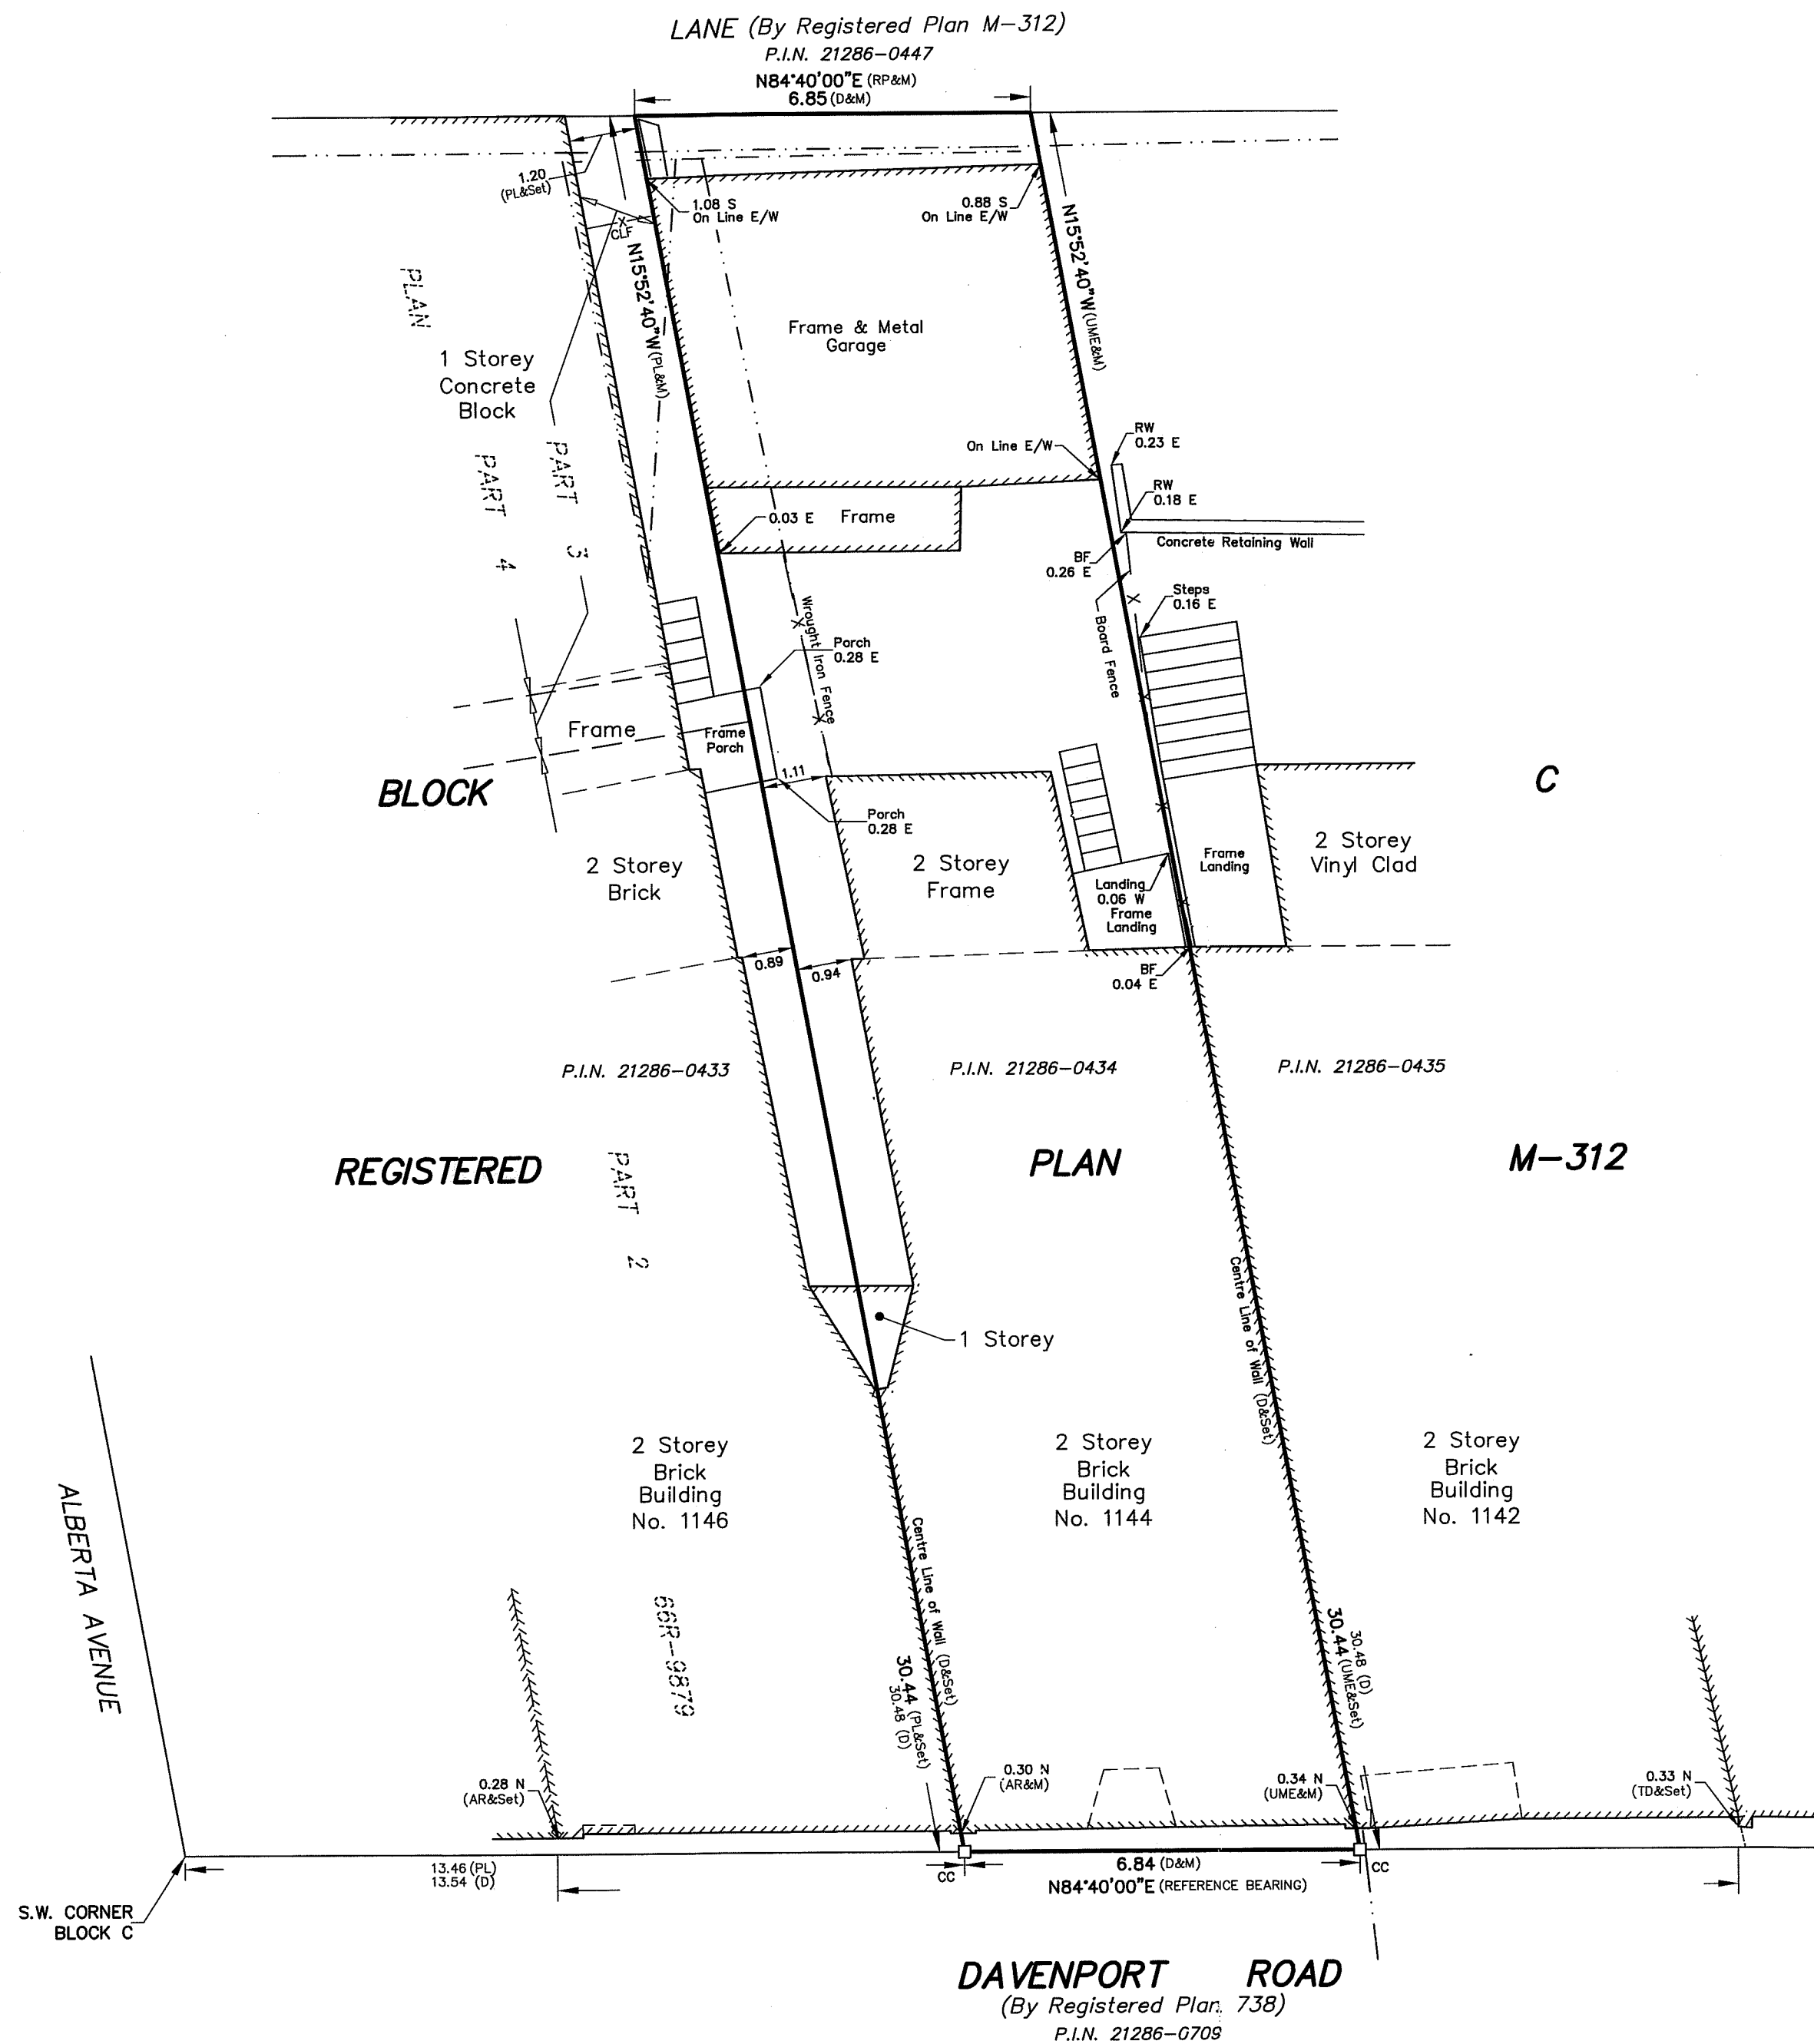 LANE (By Registered Plan M-312)
P.I.N. 21286-0447
N84°40'00"E (RP&M)
6.85 (D&M)
1.20
(PL&Set)
1.08 S
On Line E/W
0.88 S
On Line E/W
CLF
N15°52'40"W (PL&M)
N15°52'40"W (UME&M)
PLAN
Frame & Metal
Garage
1 Storey
Concrete
Block
PART 3
PART 4
On Line E/W
RW
0.23 E
RW
0.18 E
0.03 E
Frame
Concrete Retaining Wall
BF
0.26 E
Steps
0.16 E
Wrought Iron Fence
Board Fence
Porch
0.28 E
Frame
Frame
Porch
1.11
BLOCK
C
Porch
0.28 E
2 Storey
Brick
2 Storey
Frame
Landing
0.06 W
Frame
Landing
Frame
Landing
2 Storey
Vinyl Clad
0.89
0.94
BF
0.04 E
P.I.N. 21286-0433
P.I.N. 21286-0434
P.I.N. 21286-0435
REGISTERED
PLAN
M-312
PART 2
Centre Line of Wall (D&Set)
1 Storey
ALBERTA AVENUE
2 Storey
Brick
Building
No. 1146
2 Storey
Brick
Building
No. 1144
2 Storey
Brick
Building
No. 1142
Centre Line of Wall (D&Set)
66R-9879
30.44 (PL&Set)
30.48 (D)
30.48 (D)
30.44 (UME&Set)
0.28 N
(AR&Set)
0.30 N
(AR&M)
0.34 N
(UME&M)
0.33 N
(TD&Set)
13.46 (PL)
13.54 (D)
CC
6.84 (D&M)
CC
N84°40'00"E (REFERENCE BEARING)
S.W. CORNER
BLOCK C
DAVENPORT ROAD
(By Registered Plan 738)
P.I.N. 21286-0709